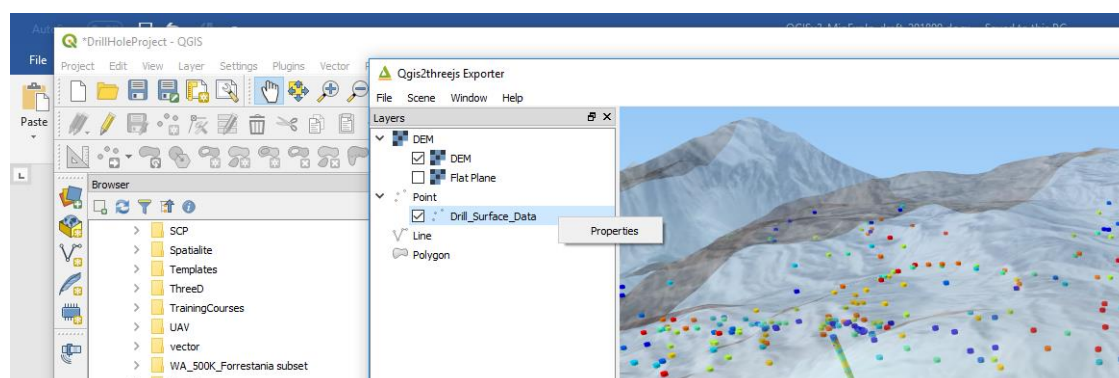 File
Paste
*DrillHoleProject - QGIS
Project Edit View Layer Settings Plugins Vector
Browser
SCP
Spatialite
Templates
ThreeD
TrainingCourses
UAV
vector
WA_500K_Forrestania subset
Qgis2threejs Exporter
File Scene Window Help
Layers
DEM
DEM
Flat Plane
Point
Drill_Surface_Data
Line
Polygon
Properties